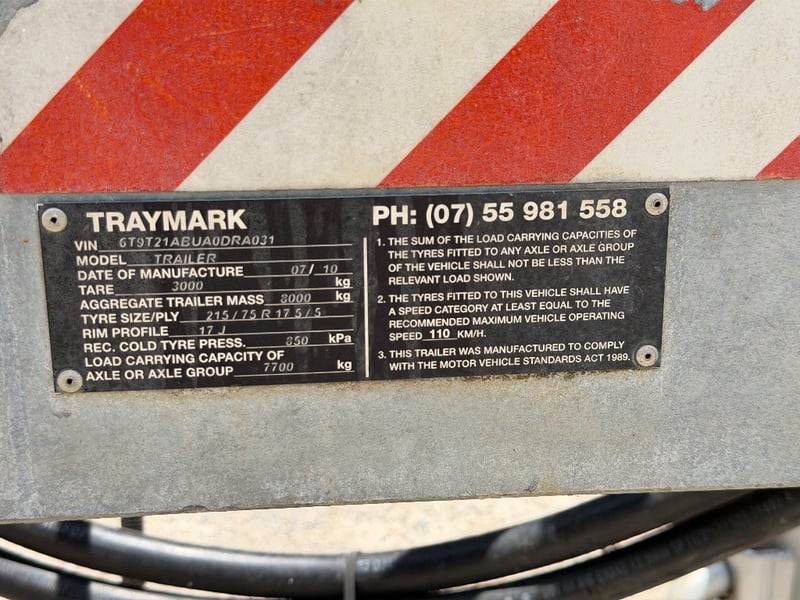 TRAYMARK
VIN 6T9T21ABUA0DRA031
MODEL TRAILER
DATE OF MANUFACTURE 07/10
TARE 3000 kg
AGGREGATE TRAILER MASS 8000 kg
TYRE SIZE/PLY 215/75 R 17 5/5
RIM PROFILE 17 J
REC. COLD TYRE PRESS. 850 kPa
LOAD CARRYING CAPACITY OF
AXLE OR AXLE GROUP 7700 kg
PH: (07) 55 981 558
1. THE SUM OF THE LOAD CARRYING CAPACITIES OF
THE TYRES FITTED TO ANY AXLE OR AXLE GROUP
OF THE VEHICLE SHALL NOT BE LESS THAN THE
RELEVANT LOAD SHOWN.
2. THE TYRES FITTED TO THIS VEHICLE SHALL HAVE
A SPEED CATEGORY AT LEAST EQUAL TO THE
RECOMMENDED MAXIMUM VEHICLE OPERATING
SPEED 110 KM/H.
3. THIS TRAILER WAS MANUFACTURED TO COMPLY
WITH THE MOTOR VEHICLE STANDARDS ACT 1989.